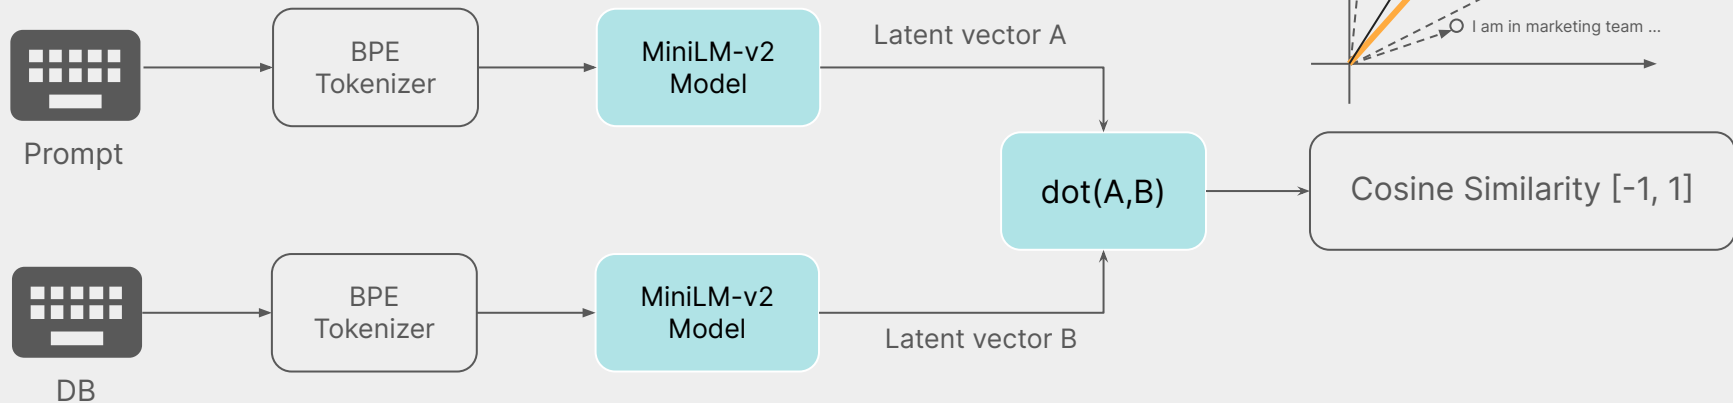 BPE
Tokenizer
MiniLM-v2
Model
Latent vector A
I am in marketing team ...
Prompt
dot(A,B)
Cosine Similarity [-1, 1]
BPE
Tokenizer
MiniLM-v2
Model
Latent vector B
DB